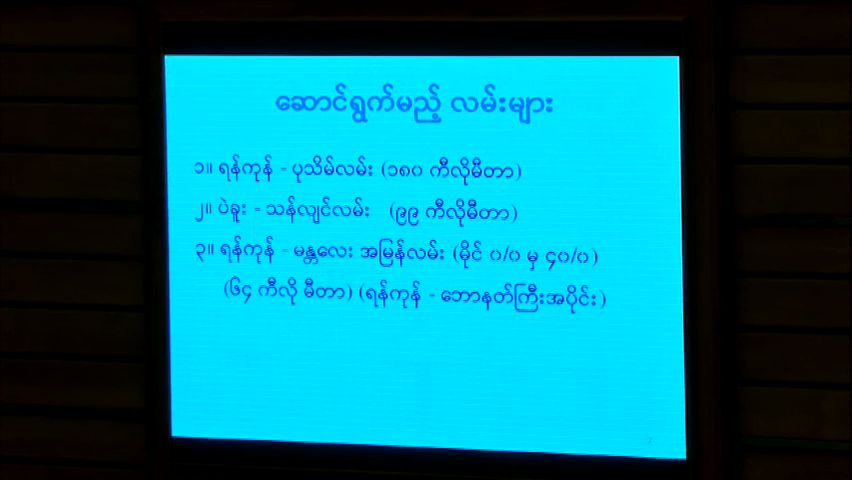 ဆောင်ရွက်မည့် လမ်းများ
၁။ ရန်ကုန် - ပုသိမ်လမ်း (၁၈၀ ကီလိုမီတာ)
၂။ ပဲခူး - သန်လျင်လမ်း (၉၉ ကီလိုမီတာ)
၃။ ရန်ကုန် - မန္တလေး အမြန်လမ်း (မိုင် ၀/၀ မှ ၄၀/၀)
(၆၄ ကီလို မီတာ) (ရန်ကုန် - ဘောနတ်ကြီးအပိုင်း)
2